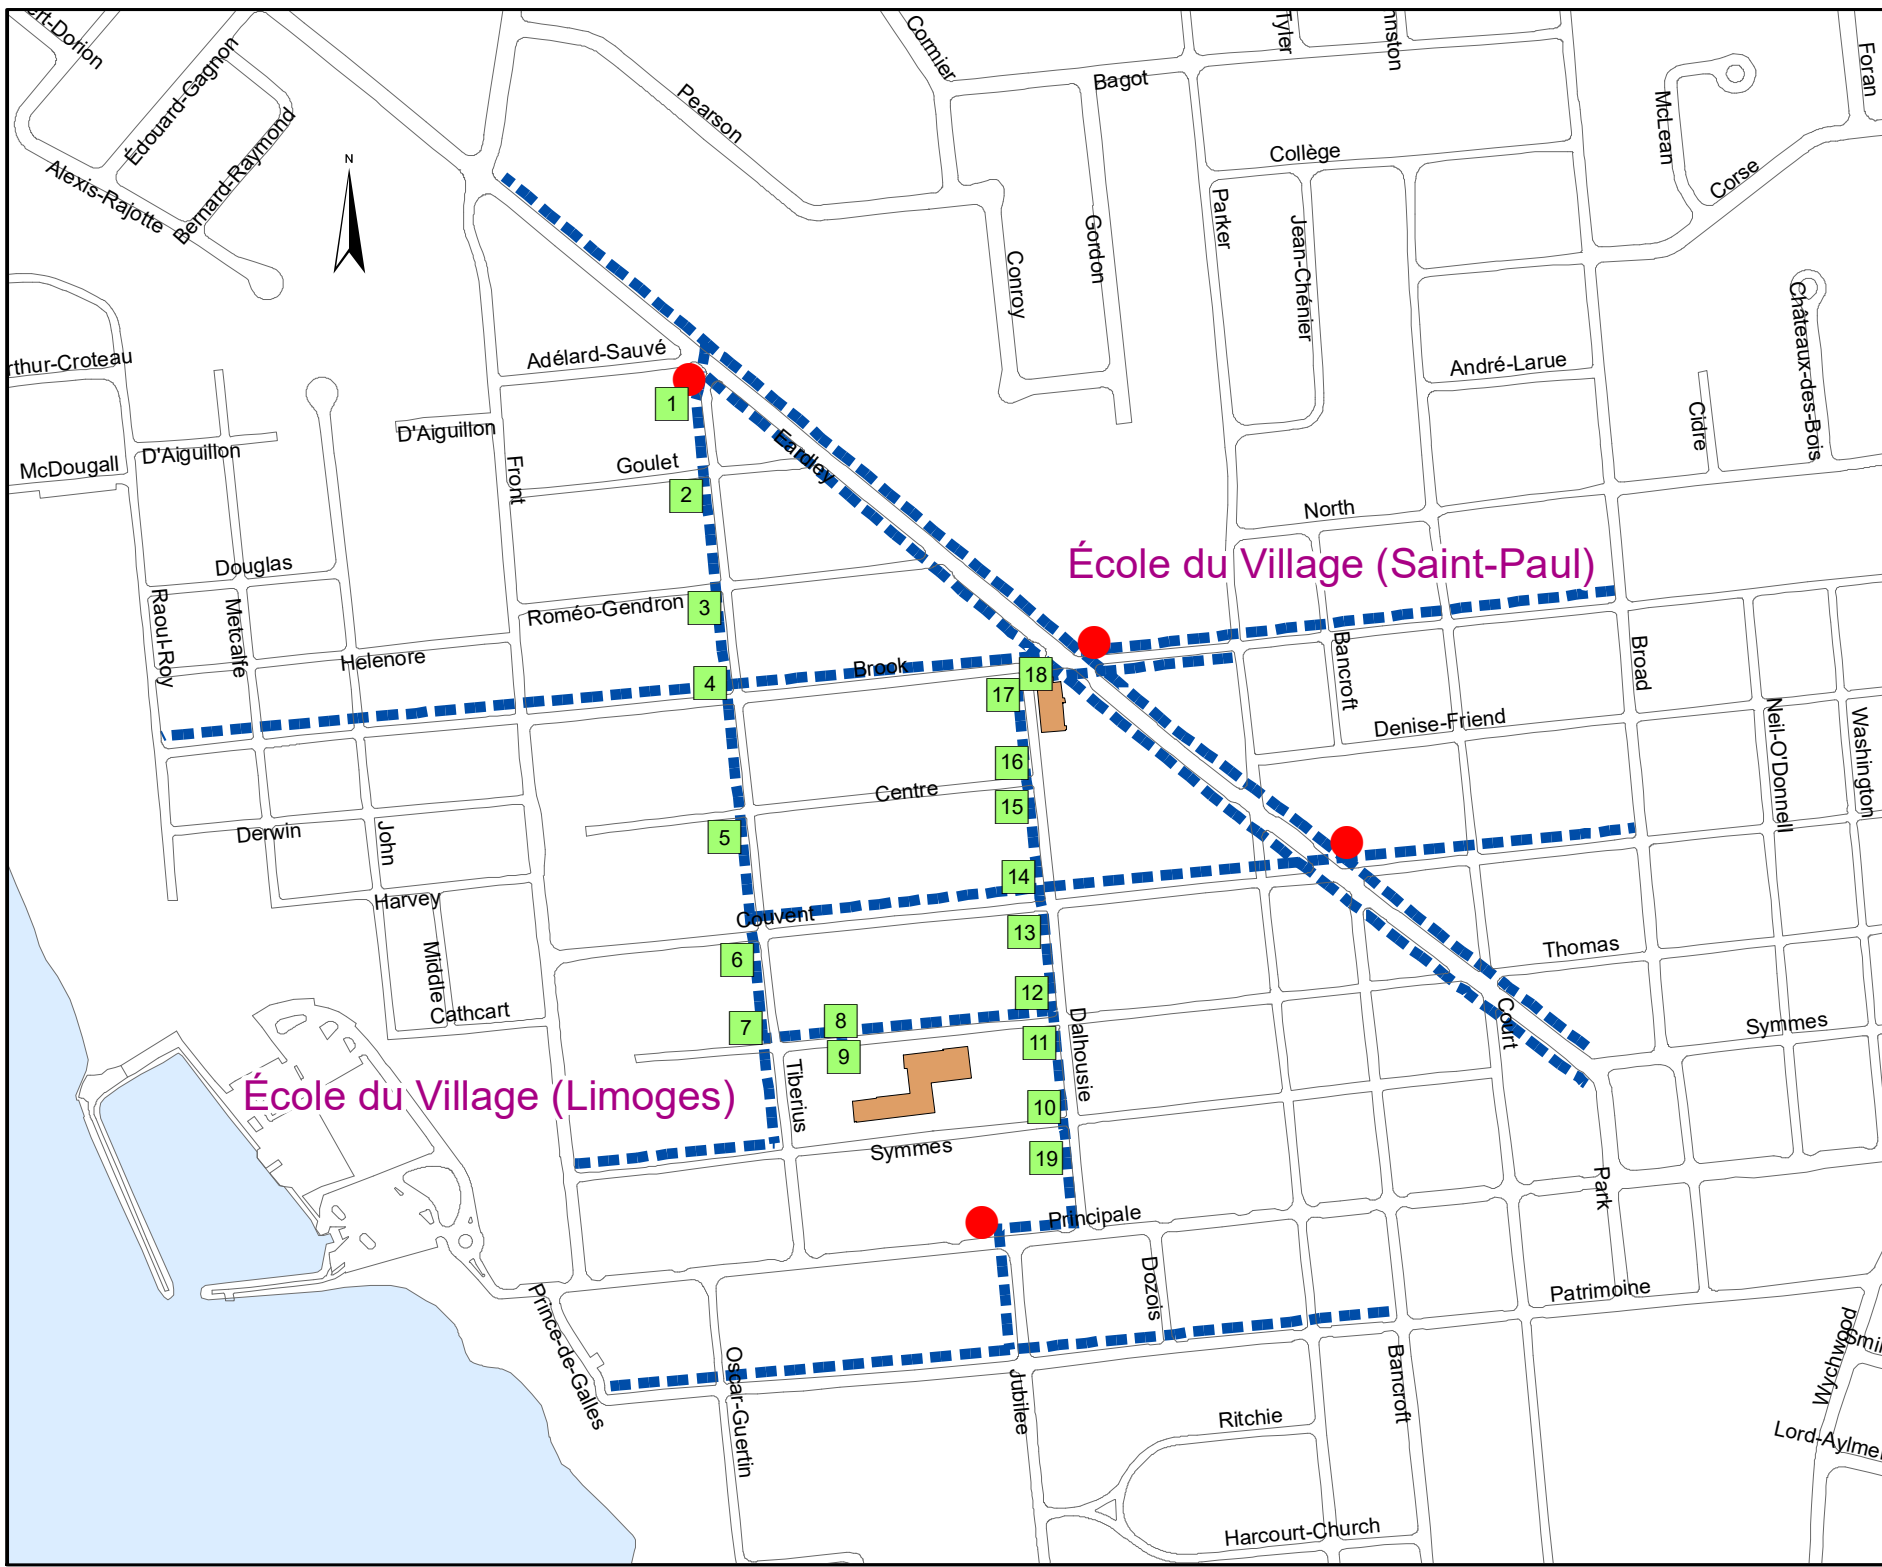 Cormier
Tyler
Bagot
Foran
Édouard-Gagnon
Pearson
McLean
Bernard-Raymond
Alexis-Rajotte
N
Collège
Corse
Parker
Jean-Chénier
Gordon
Conroy
Châteaux-des-Bois
Adélard-Sauvé
André-Larue
1
D'Aiguillon
D'Aiguillon
McDougall
Goulet
Eardley
Cidre
Front
2
North
École du Village (Saint-Paul)
Douglas
Raoul-Roy
Metcalfe
Roméo-Gendron
3
Helenore
Brook
4
18
17
Bancroft
Broad
Denise-Friend
Neil-O'Donnell
Washington
16
Centre
15
Derwin
John
5
14
Harvey
Couvent
13
Middle
6
Thomas
Cathcart
12
7
8
9
11
Dalhousie
Court
Symmes
École du Village (Limoges)
Tiberius
10
Symmes
19
Park
Principale
Prince-de-Galles
Dozois
Patrimoine
Oscar-Guertin
Jubilee
Bancroft
Wychwood
Ritchie
Harcourt-Church